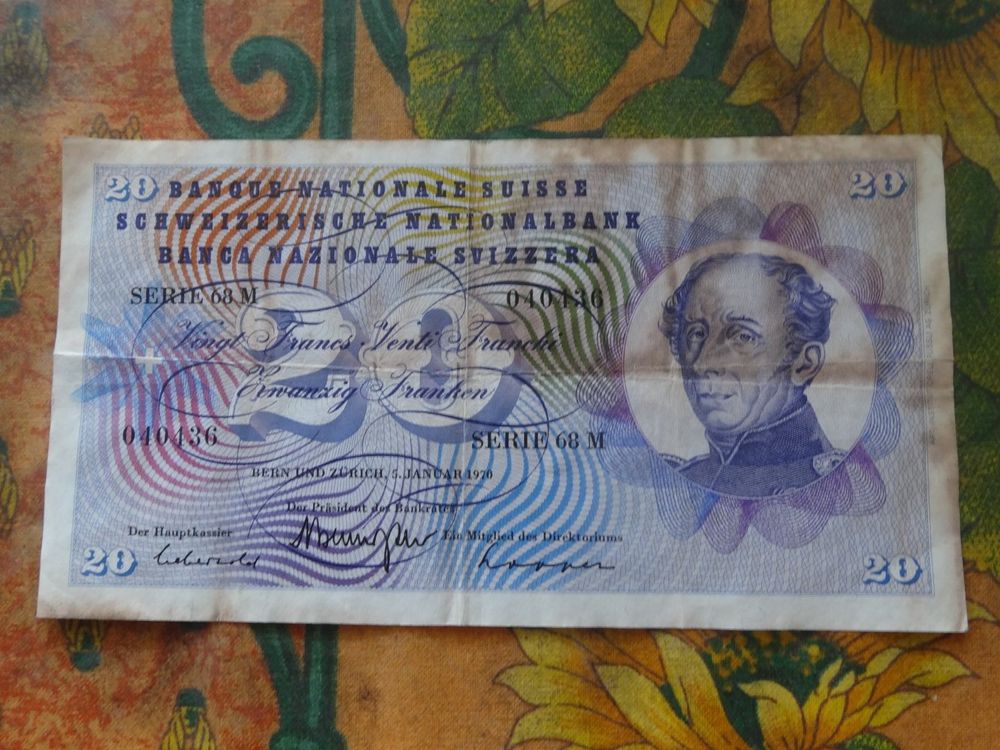 20 BANQUE NATIONALE SUISSE 20
SCHWEIZERISCHE NATIONALBANK
BANCA NAZIONALE SVIZZERA
SERIE 68 M 040436
Vingt Francs Venti Franchi
20
Zwanzig Franken
040436 SERIE 68 M
BERN UND ZÜRICH, 5. JANUAR 1970
Der Präsident des Bankrates
Der Hauptkassier Ein Mitglied des Direktoriums
20 20